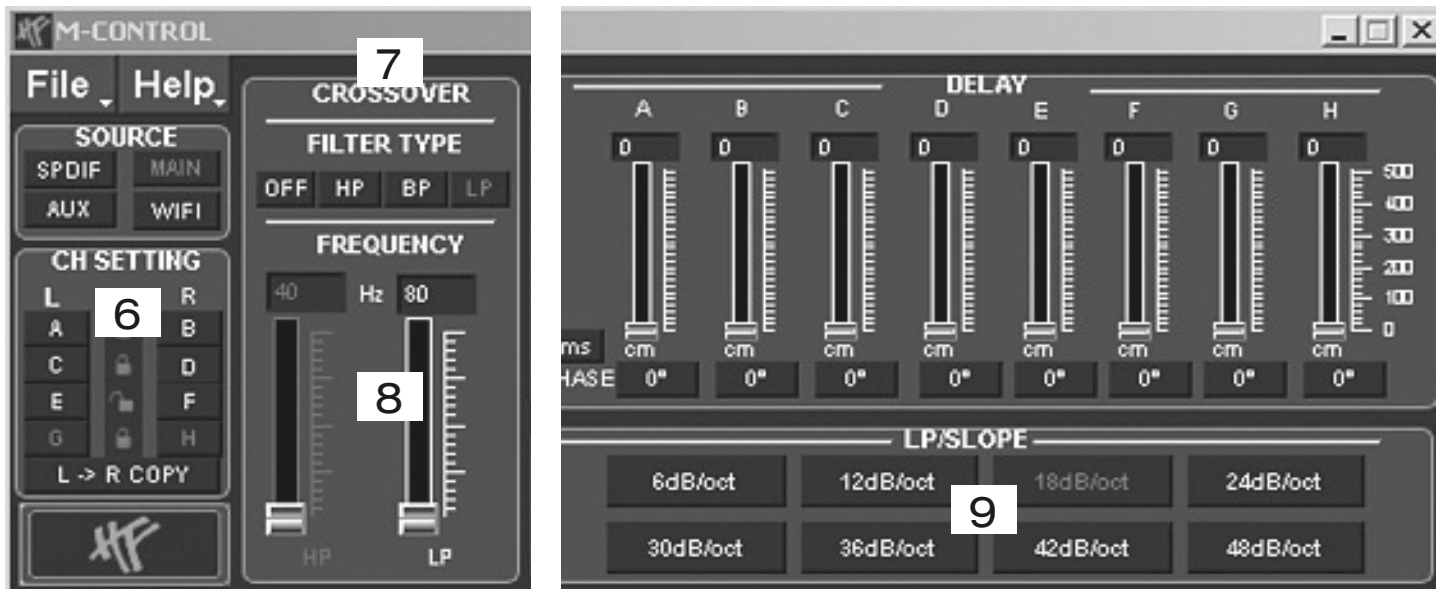 HF M-CONTROL
File Help
SOURCE
SPDIF MAIN
AUX WIFI
CH SETTING
L R
6
A B
C D
E F
G H
L -> R COPY
HF
7
CROSSOVER
FILTER TYPE
OFF HP BP LP
FREQUENCY
40 Hz 80
8
HP LP
DELAY
A B C D E F G H
0 0 0 0 0 0 0 0
500
400
300
200
100
0
ms cm cm cm cm cm cm cm cm
HASE 0° 0° 0° 0° 0° 0° 0° 0°
LP/SLOPE
6dB/oct 12dB/oct 18dB/oct 24dB/oct
9
30dB/oct 36dB/oct 42dB/oct 48dB/oct